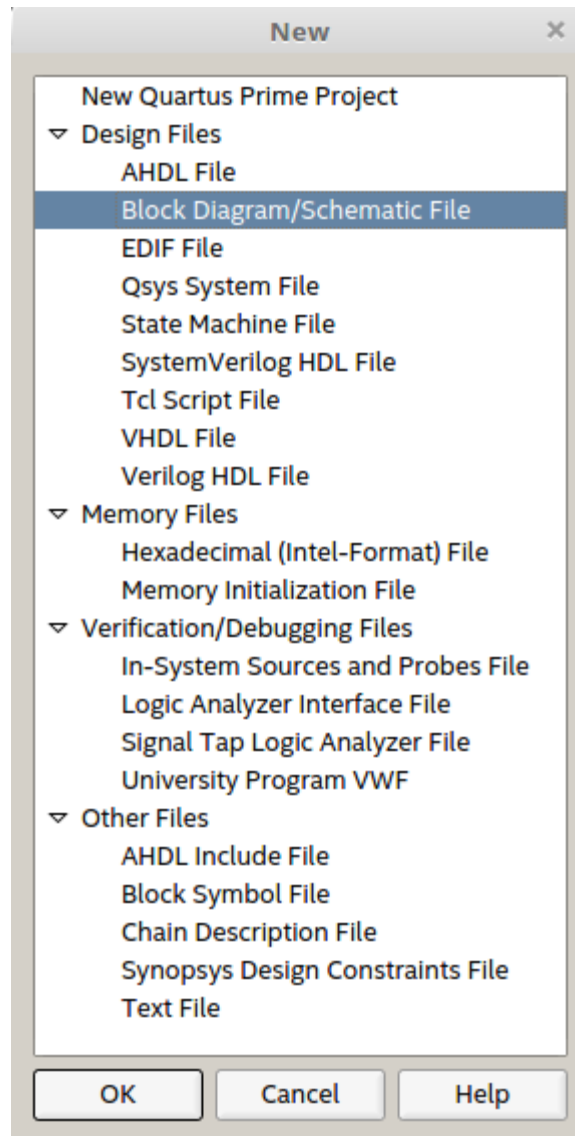 New
New Quartus Prime Project
Design Files
AHDL File
Block Diagram/Schematic File
EDIF File
Qsys System File
State Machine File
SystemVerilog HDL File
Tcl Script File
VHDL File
Verilog HDL File
Memory Files
Hexadecimal (Intel-Format) File
Memory Initialization File
Verification/Debugging Files
In-System Sources and Probes File
Logic Analyzer Interface File
Signal Tap Logic Analyzer File
University Program VWF
Other Files
AHDL Include File
Block Symbol File
Chain Description File
Synopsys Design Constraints File
Text File
OK Cancel Help